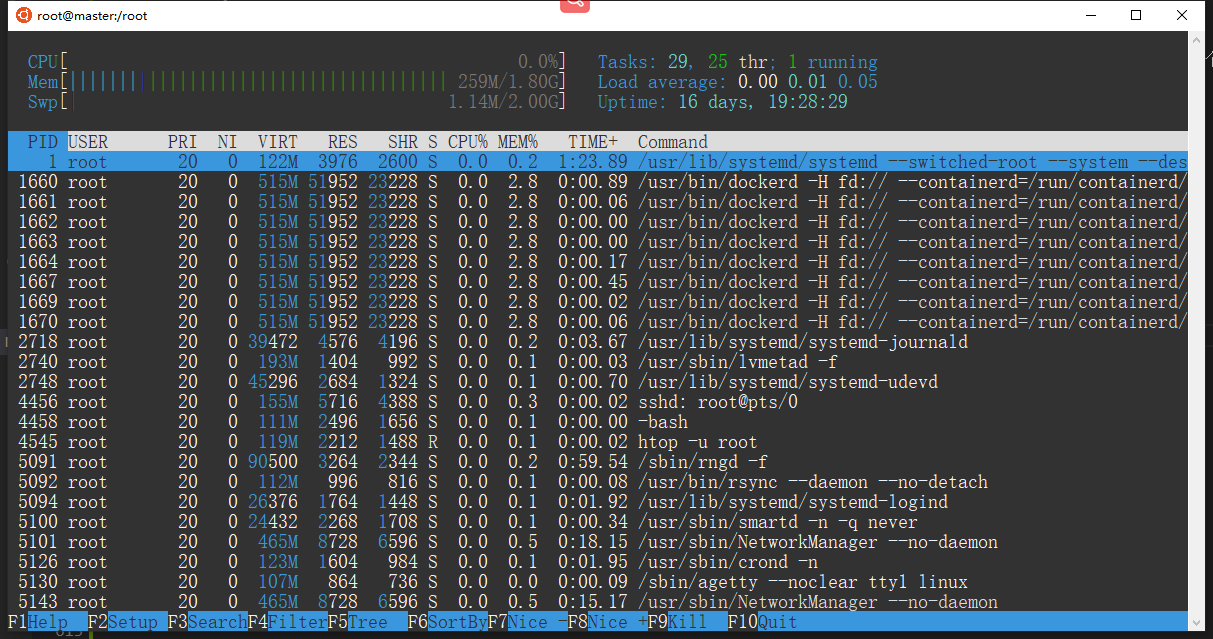 root@master:/root
CPU[ 0.0%] Tasks: 29, 25 thr; 1 running
Mem[||||||||||||||||||||||||||||||||||||| 259M/1.80G] Load average: 0.00 0.01 0.05
Swp[ 1.14M/2.00G] Uptime: 16 days, 19:28:29
PID USER PRI NI VIRT RES SHR S CPU% MEM% TIME+ Command
1 root 20 0 122M 3976 2600 S 0.0 0.2 1:23.89 /usr/lib/systemd/systemd --switched-root --system --des
1660 root 20 0 515M 51952 23228 S 0.0 2.8 0:00.89 /usr/bin/dockerd -H fd:// --containerd=/run/containerd/
1661 root 20 0 515M 51952 23228 S 0.0 2.8 0:00.06 /usr/bin/dockerd -H fd:// --containerd=/run/containerd/
1662 root 20 0 515M 51952 23228 S 0.0 2.8 0:00.00 /usr/bin/dockerd -H fd:// --containerd=/run/containerd/
1663 root 20 0 515M 51952 23228 S 0.0 2.8 0:00.00 /usr/bin/dockerd -H fd:// --containerd=/run/containerd/
1664 root 20 0 515M 51952 23228 S 0.0 2.8 0:00.17 /usr/bin/dockerd -H fd:// --containerd=/run/containerd/
1667 root 20 0 515M 51952 23228 S 0.0 2.8 0:00.45 /usr/bin/dockerd -H fd:// --containerd=/run/containerd/
1669 root 20 0 515M 51952 23228 S 0.0 2.8 0:00.02 /usr/bin/dockerd -H fd:// --containerd=/run/containerd/
1670 root 20 0 515M 51952 23228 S 0.0 2.8 0:00.06 /usr/bin/dockerd -H fd:// --containerd=/run/containerd/
2718 root 20 0 39472 4576 4196 S 0.0 0.2 0:03.67 /usr/lib/systemd/systemd-journald
2740 root 20 0 193M 1404 992 S 0.0 0.1 0:00.03 /usr/sbin/lvmetad -f
2748 root 20 0 45296 2684 1324 S 0.0 0.1 0:00.70 /usr/lib/systemd/systemd-udevd
4456 root 20 0 155M 5716 4388 S 0.0 0.3 0:00.02 sshd: root@pts/0
4458 root 20 0 111M 2496 1656 S 0.0 0.1 0:00.00 -bash
4545 root 20 0 119M 2212 1488 R 0.0 0.1 0:00.02 htop -u root
5091 root 20 0 90500 3264 2344 S 0.0 0.2 0:59.54 /sbin/rngd -f
5092 root 20 0 112M 996 816 S 0.0 0.1 0:00.08 /usr/bin/rsync --daemon --no-detach
5094 root 20 0 26376 1764 1448 S 0.0 0.1 0:01.92 /usr/lib/systemd/systemd-logind
5100 root 20 0 24432 2268 1708 S 0.0 0.1 0:00.34 /usr/sbin/smartd -n -q never
5101 root 20 0 465M 8728 6596 S 0.0 0.5 0:18.15 /usr/sbin/NetworkManager --no-daemon
5126 root 20 0 123M 1604 984 S 0.0 0.1 0:01.95 /usr/sbin/crond -n
5130 root 20 0 107M 864 736 S 0.0 0.0 0:00.09 /sbin/agetty --noclear tty1 linux
5143 root 20 0 465M 8728 6596 S 0.0 0.5 0:15.17 /usr/sbin/NetworkManager --no-daemon
F1Help F2Setup F3SearchF4FilterF5Tree F6SortByF7Nice -F8Nice +F9Kill F10Quit